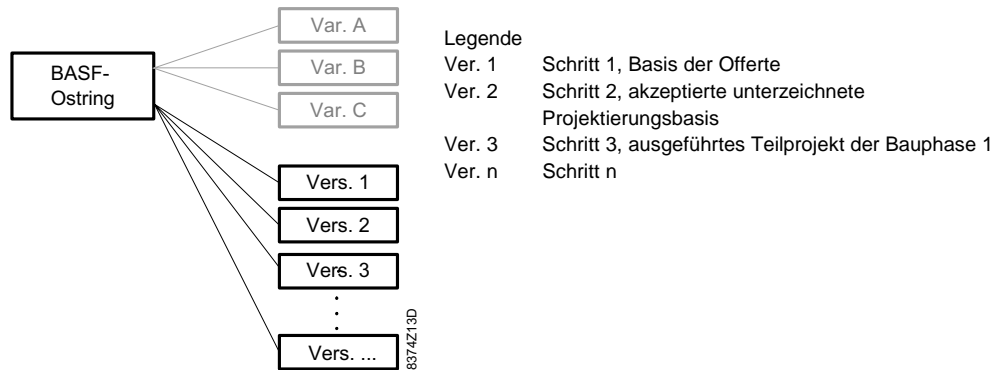 BASF-
Ostring
Var. A
Var. B
Var. C
Vers. 1
Vers. 2
Vers. 3
Vers. ...
8374Z13D
Legende
Ver. 1 Schritt 1, Basis der Offerte
Ver. 2 Schritt 2, akzeptierte unterzeichnete
Projektierungsbasis
Ver. 3 Schritt 3, ausgeführtes Teilprojekt der Bauphase 1
Ver. n Schritt n